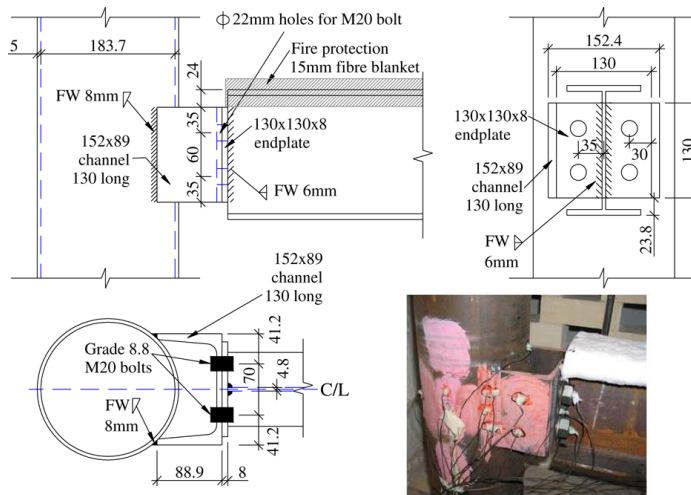 ϕ 22mm holes for M20 bolt
5
183.7
Fire protection
15mm fibre blanket
24
FW 8mm
35
60
35
130x130x8
endplate
152x89
channel
130 long
FW 6mm
152.4
130
130x130x8
endplate
35
30
130
152x89
channel
130 long
FW
6mm
23.8
152x89
channel
130 long
41.2
Grade 8.8
M20 bolts
70
4.8
C/L
FW
8mm
41.2
88.9
8